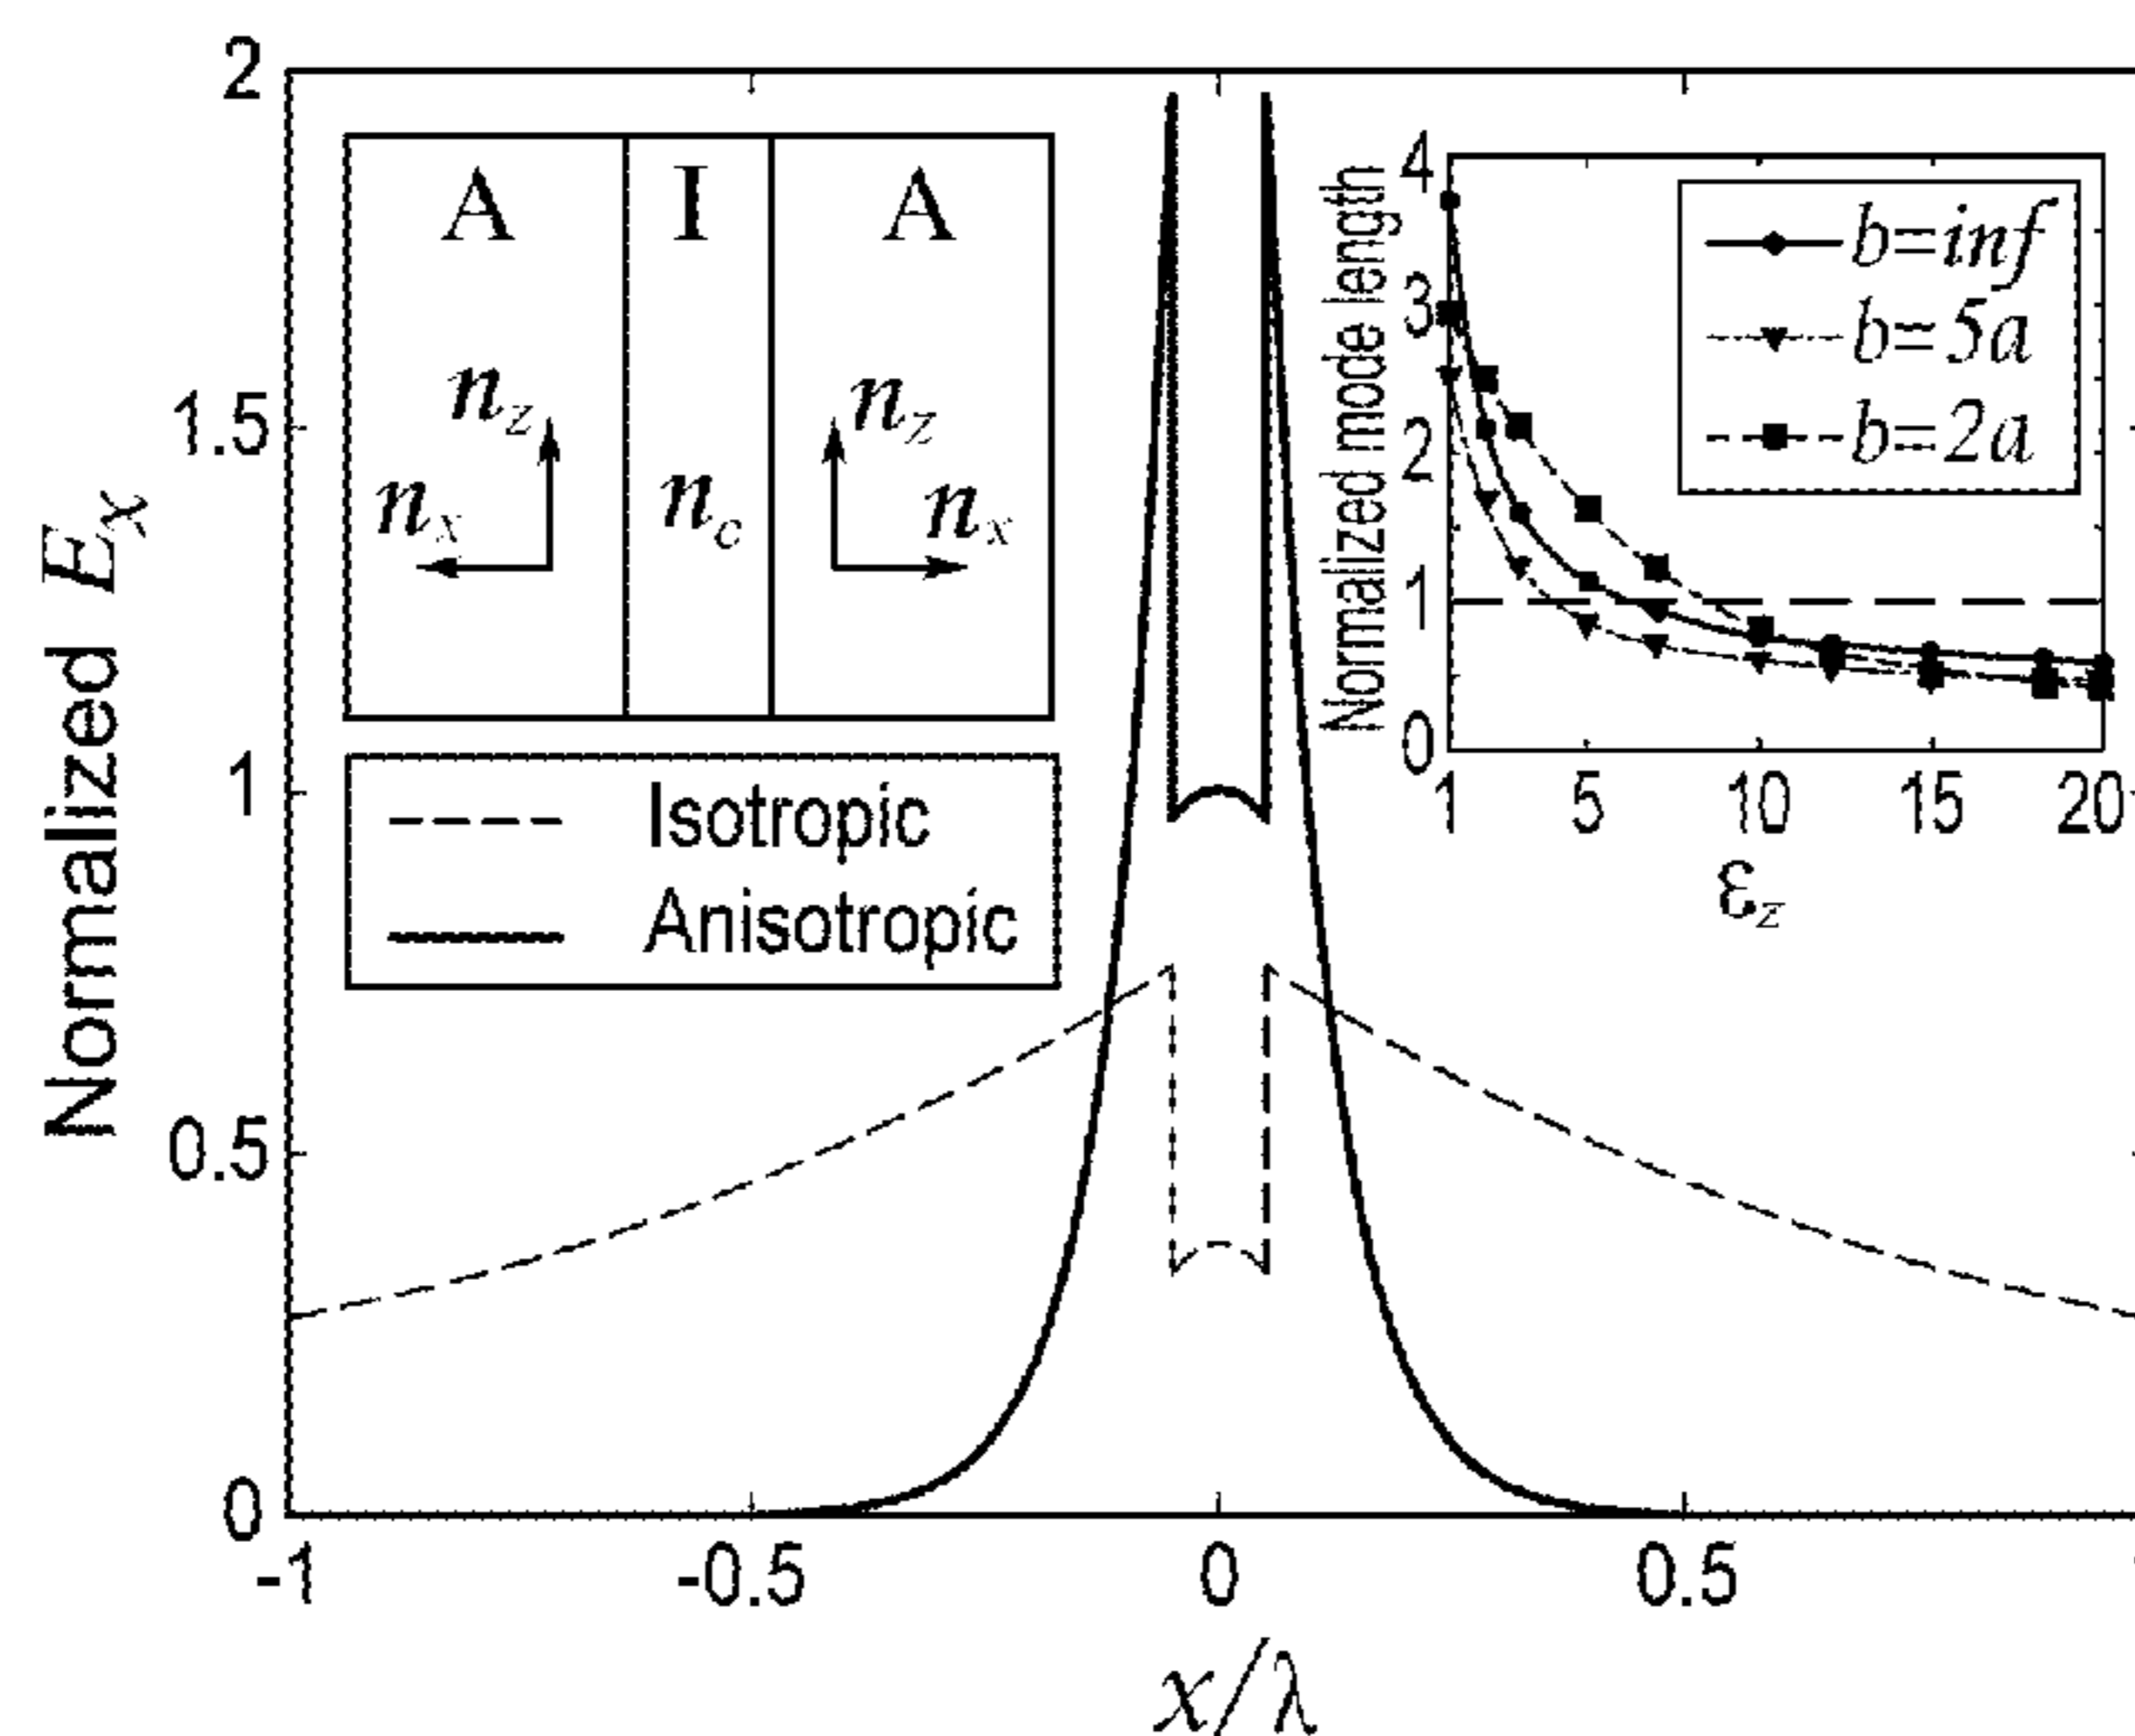 Normalized Eₓ
2
1.5
1
0.5
0
-1
-0.5
0
0.5
x/λ
A I A
n_z n_z
n_x n_c n_x
Isotropic
Anisotropic
Normalized mode length
4
3
2
1
0
1 5 10 15 20
ε_z
b=inf
b=5a
b=2a